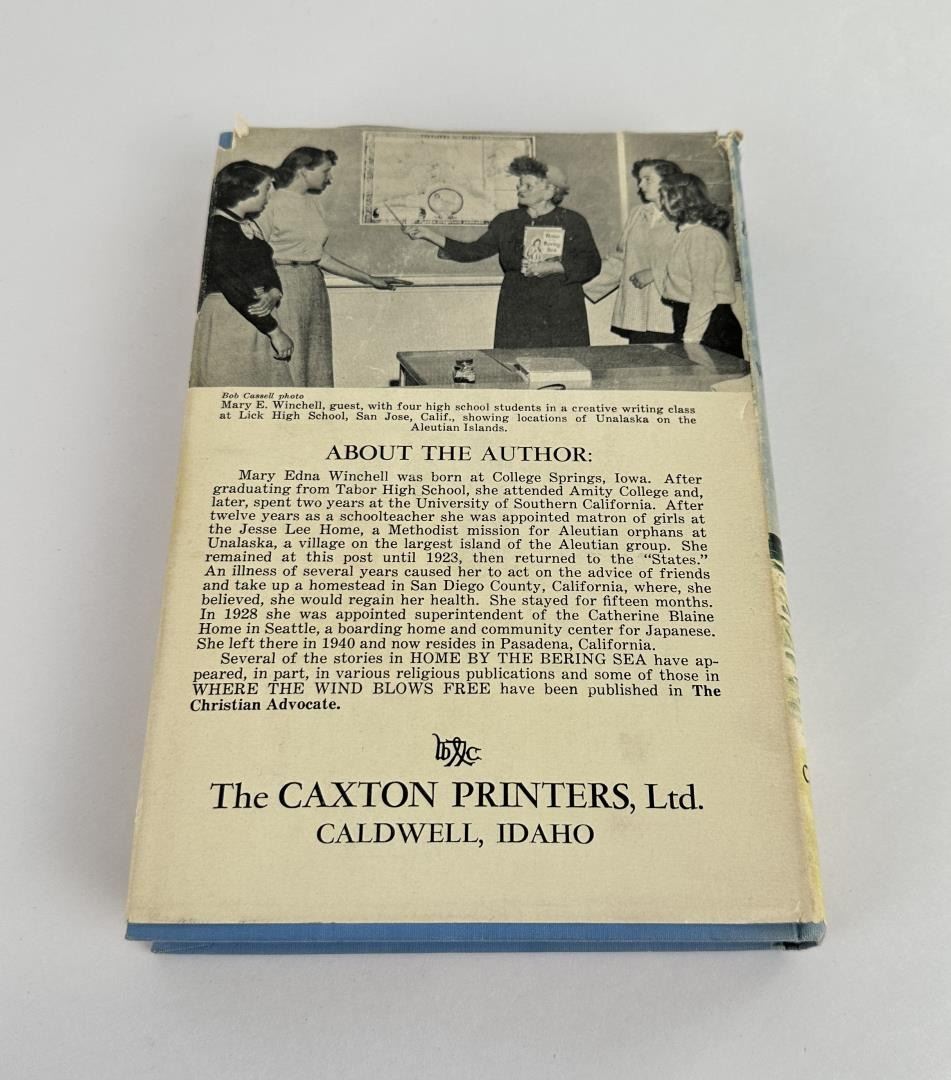 Home
Bering Sea
Bob Cassell photo
Mary E. Winchell, guest, with four high school students in a creative writing class
at Lick High School, San Jose, Calif., showing locations of Unalaska on the
Aleutian Islands.
ABOUT THE AUTHOR:
Mary Edna Winchell was born at College Springs, Iowa. After
graduating from Tabor High School, she attended Amity College and,
later, spent two years at the University of Southern California. After
twelve years as a schoolteacher she was appointed matron of girls at
the Jesse Lee Home, a Methodist mission for Aleutian orphans at
Unalaska, a village on the largest island of the Aleutian group. She
remained at this post until 1923, then returned to the “States.”
An illness of several years caused her to act on the advice of friends
and take up a homestead in San Diego County, California, where, she
believed, she would regain her health. She stayed for fifteen months.
In 1928 she was appointed superintendent of the Catherine Blaine
Home in Seattle, a boarding home and community center for Japanese.
She left there in 1940 and now resides in Pasadena, California.
Several of the stories in HOME BY THE BERING SEA have ap-
peared, in part, in various religious publications and some of those in
WHERE THE WIND BLOWS FREE have been published in The
Christian Advocate.
The CAXTON PRINTERS, Ltd.
CALDWELL, IDAHO